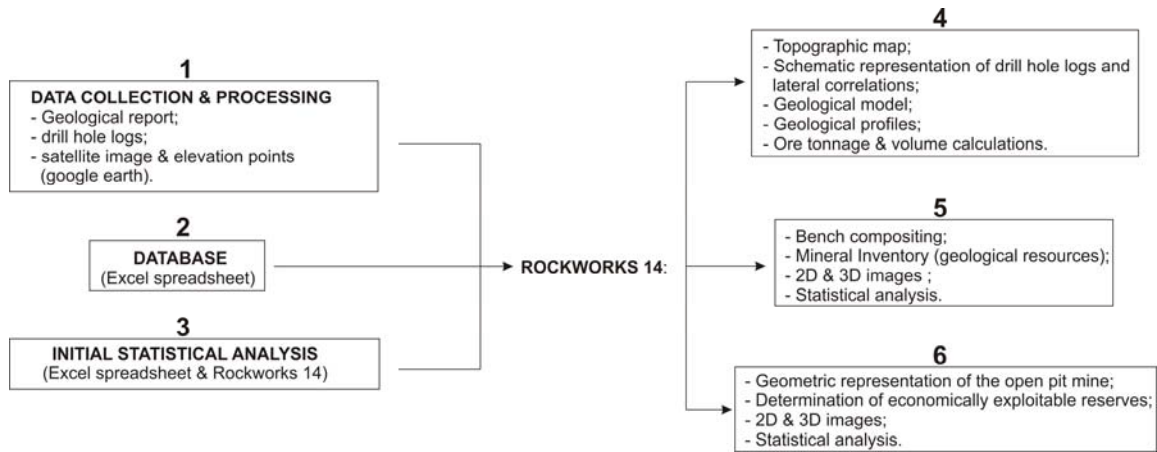 1
DATA COLLECTION & PROCESSING
- Geological report;
- drill hole logs;
- satellite image & elevation points
(google earth).
2
DATABASE
(Excel spreadsheet)
3
INITIAL STATISTICAL ANALYSIS
(Excel spreadsheet & Rockworks 14)
ROCKWORKS 14:
4
- Topographic map;
- Schematic representation of drill hole logs and
lateral correlations;
- Geological model;
- Geological profiles;
- Ore tonnage & volume calculations.
5
- Bench compositing;
- Mineral Inventory (geological resources);
- 2D & 3D images ;
- Statistical analysis.
6
- Geometric representation of the open pit mine;
- Determination of economically exploitable reserves;
- 2D & 3D images;
- Statistical analysis.